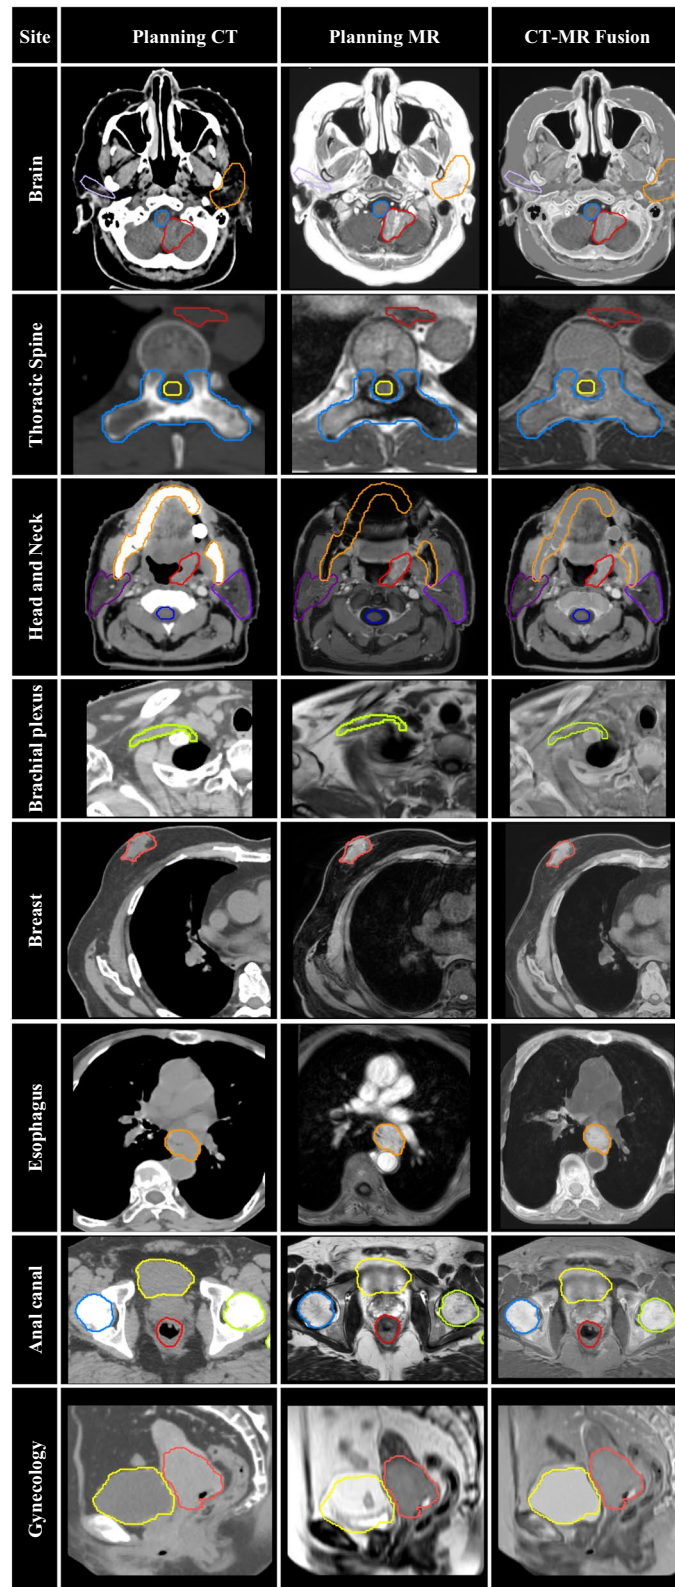 Site Planning CT Planning MR CT-MR Fusion
Brain
Thoracic Spine
Head and Neck
Brachial plexus
Breast
Esophagus
Anal canal
Gynecology